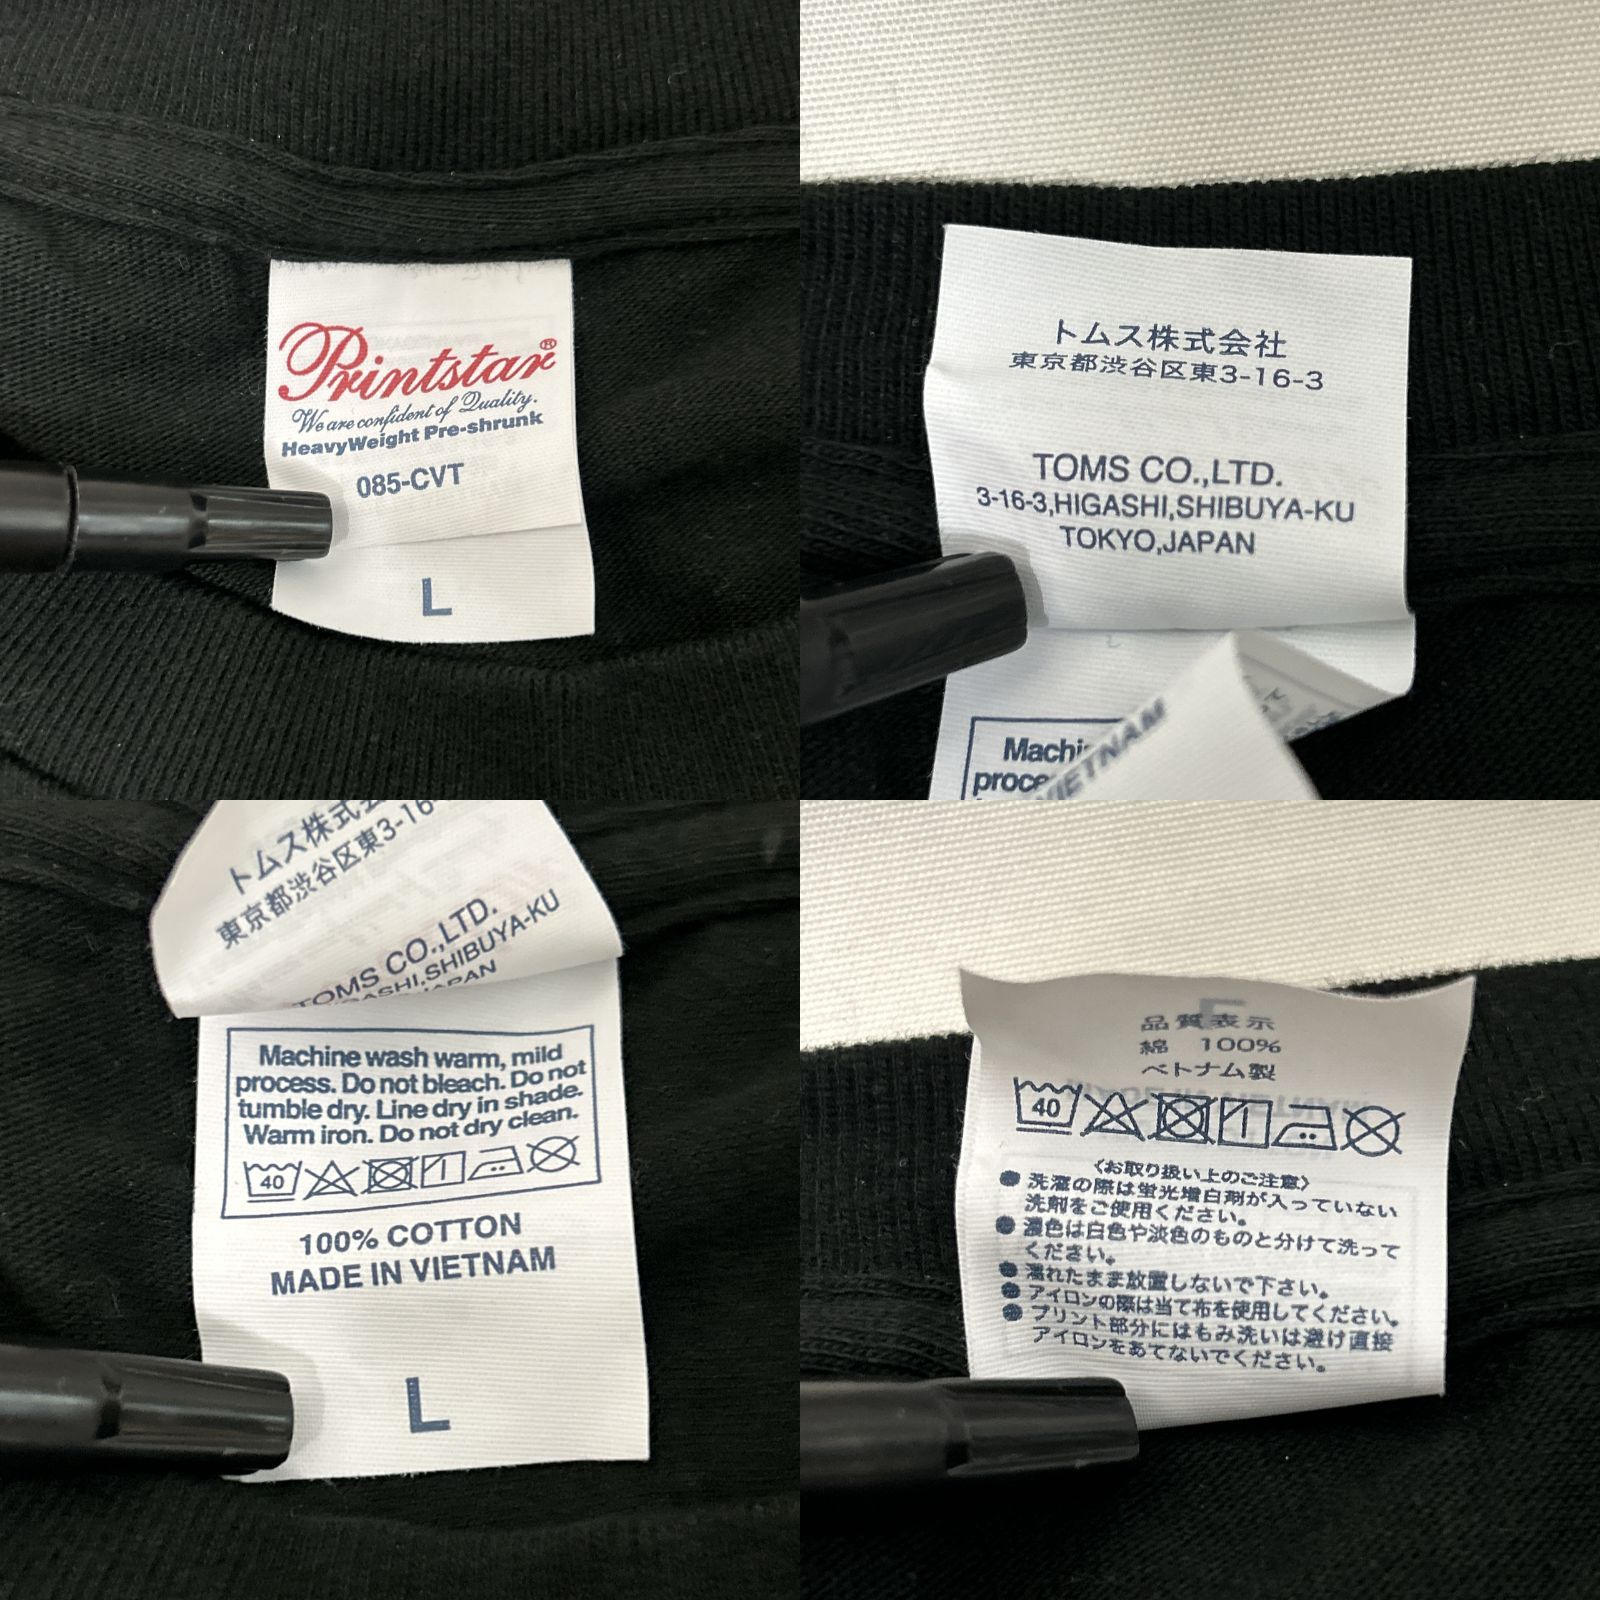 Printstar®
We are confident of Quality.
HeavyWeight Pre-shrunk
085-CVT
L
トムス株式会社
東京都渋谷区東3-16-3
TOMS CO.,LTD.
3-16-3,HIGASHI,SHIBUYA-KU
TOKYO,JAPAN
Machi
proce
VIETNAM
トムス株式会
東京都渋谷区東3-16
TOMS CO.,LTD.
GASHI,SHIBUYA-KU
JAPAN
Machine wash warm, mild
process. Do not bleach. Do not
tumble dry. Line dry in shade.
Warm iron. Do not dry clean.
40
100% COTTON
MADE IN VIETNAM
L
品質表示
綿 100%
ベトナム製
40
〈お取り扱い上のご注意〉
●洗濯の際は蛍光増白剤が入っていない
洗剤をご使用ください。
●濃色は白色や淡色のものと分けて洗って
ください。
●濡れたまま放置しないで下さい。
●アイロンの際は当て布を使用してください。
●プリント部分にはもみ洗いは避け直接
アイロンをあてないでください。